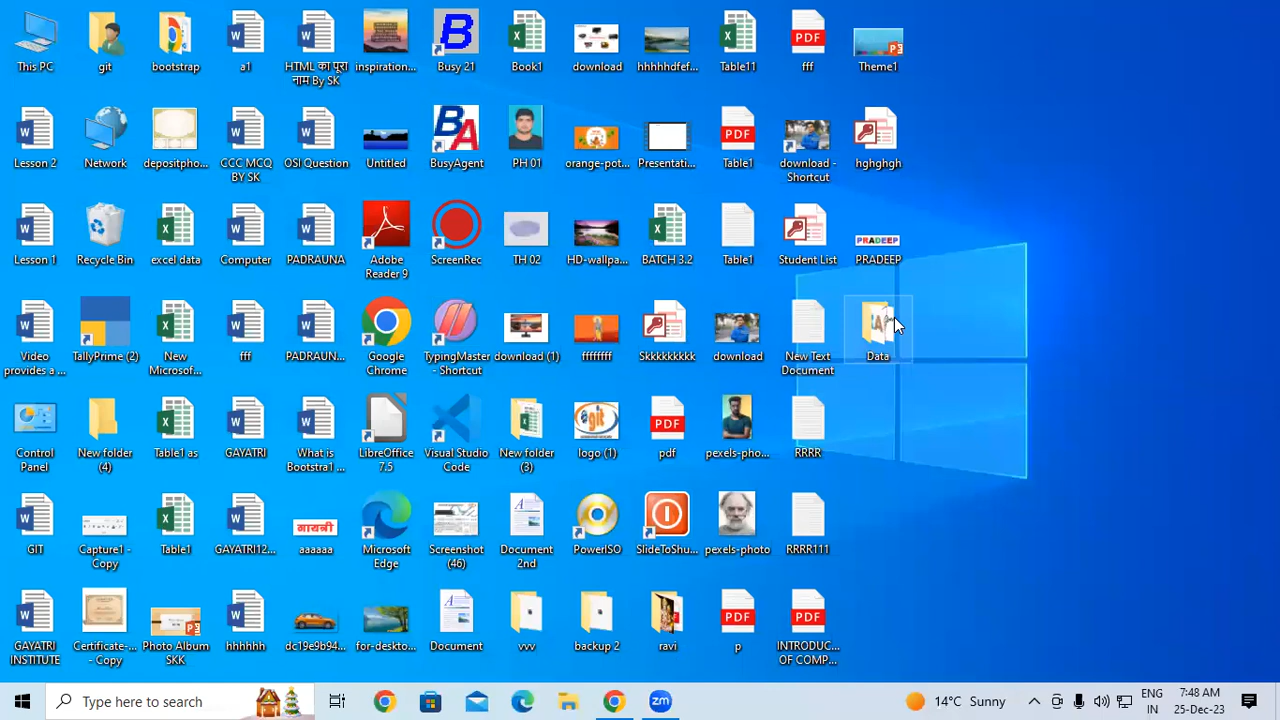 This PC
git
bootstrap
a1
HTML का पूरा
नाम By SK
inspiration...
Busy 21
Book1
download
hhhhhdfef...
Table11
fff
Theme1
Lesson 2
Network
depositpho...
CCC MCQ
BY SK
OSI Question
Untitled
BusyAgent
PH 01
orange-pot...
Presentati...
Table1
download -
Shortcut
hghghgh
Lesson 1
Recycle Bin
excel data
Computer
PADRAUNA
Adobe
Reader 9
ScreenRec
TH 02
HD-wallpa...
BATCH 3.2
Table1
Student List
PRADEEP
PRADEEP
Video
provides a ...
TallyPrime (2)
New
Microsof...
fff
PADRAUN...
Google
Chrome
TypingMaster
- Shortcut
download (1)
ffffffff
Skkkkkkkkk
download
New Text
Document
Data
Control
Panel
New folder
(4)
Table1 as
GAYATRI
What is
Bootstra1 ...
LibreOffice
7.5
Visual Studio
Code
New folder
(3)
git
logo (1)
PDF
pdf
pexels-pho...
RRRR
GIT
Capture1 -
Copy
Table1
GAYATRI12...
गायत्री
aaaaaa
Microsoft
Edge
Screenshot
(46)
Document
2nd
PowerISO
SlideToShu...
pexels-photo
RRRR111
GAYATRI
INSTITUTE
Certificate-...
- Copy
Photo Album
SKK
hhhhhh
dc19e9b94...
for-deskto...
Document
vvv
backup 2
ravi
PDF
p
PDF
INTRODUC...
OF COMP...
Type here to search
zm
14°C Sunny
ENG
IN
7:48 AM
25-Dec-23